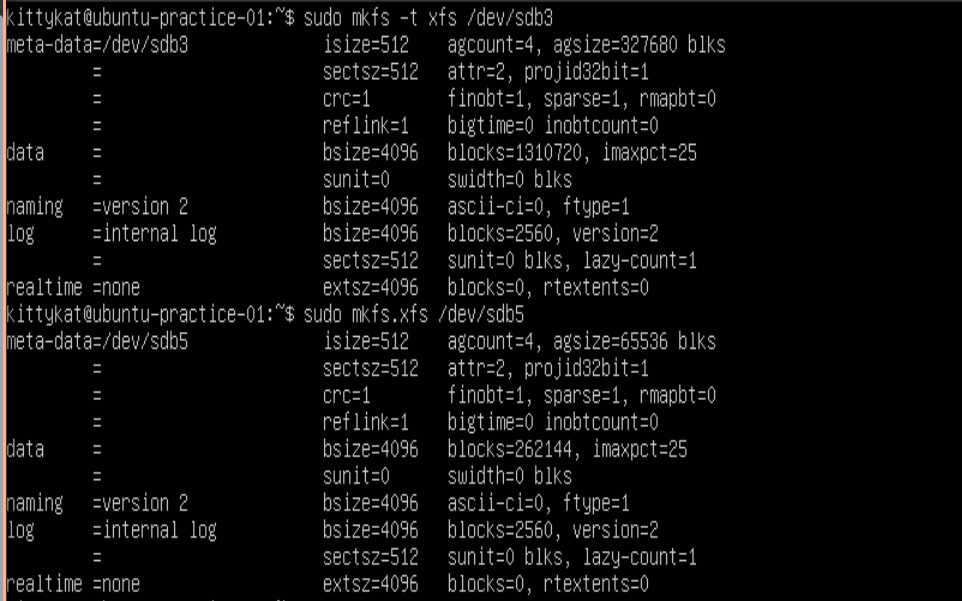 kittykat@ubuntu-practice-01:~$ sudo mkfs -t xfs /dev/sdb3
meta-data=/dev/sdb3              isize=512    agcount=4, agsize=327680 blks
         =                       sectsz=512   attr=2, projid32bit=1
         =                       crc=1        finobt=1, sparse=1, rmapbt=0
         =                       reflink=1    bigtime=0 inobtcount=0
data     =                       bsize=4096   blocks=1310720, imaxpct=25
         =                       sunit=0      swidth=0 blks
naming   =version 2              bsize=4096   ascii-ci=0, ftype=1
log      =internal log           bsize=4096   blocks=2560, version=2
         =                       sectsz=512   sunit=0 blks, lazy-count=1
realtime =none                   extsz=4096   blocks=0, rtextents=0
kittykat@ubuntu-practice-01:~$ sudo mkfs.xfs /dev/sdb5
meta-data=/dev/sdb5              isize=512    agcount=4, agsize=65536 blks
         =                       sectsz=512   attr=2, projid32bit=1
         =                       crc=1        finobt=1, sparse=1, rmapbt=0
         =                       reflink=1    bigtime=0 inobtcount=0
data     =                       bsize=4096   blocks=262144, imaxpct=25
         =                       sunit=0      swidth=0 blks
naming   =version 2              bsize=4096   ascii-ci=0, ftype=1
log      =internal log           bsize=4096   blocks=2560, version=2
         =                       sectsz=512   sunit=0 blks, lazy-count=1
realtime =none                   extsz=4096   blocks=0, rtextents=0